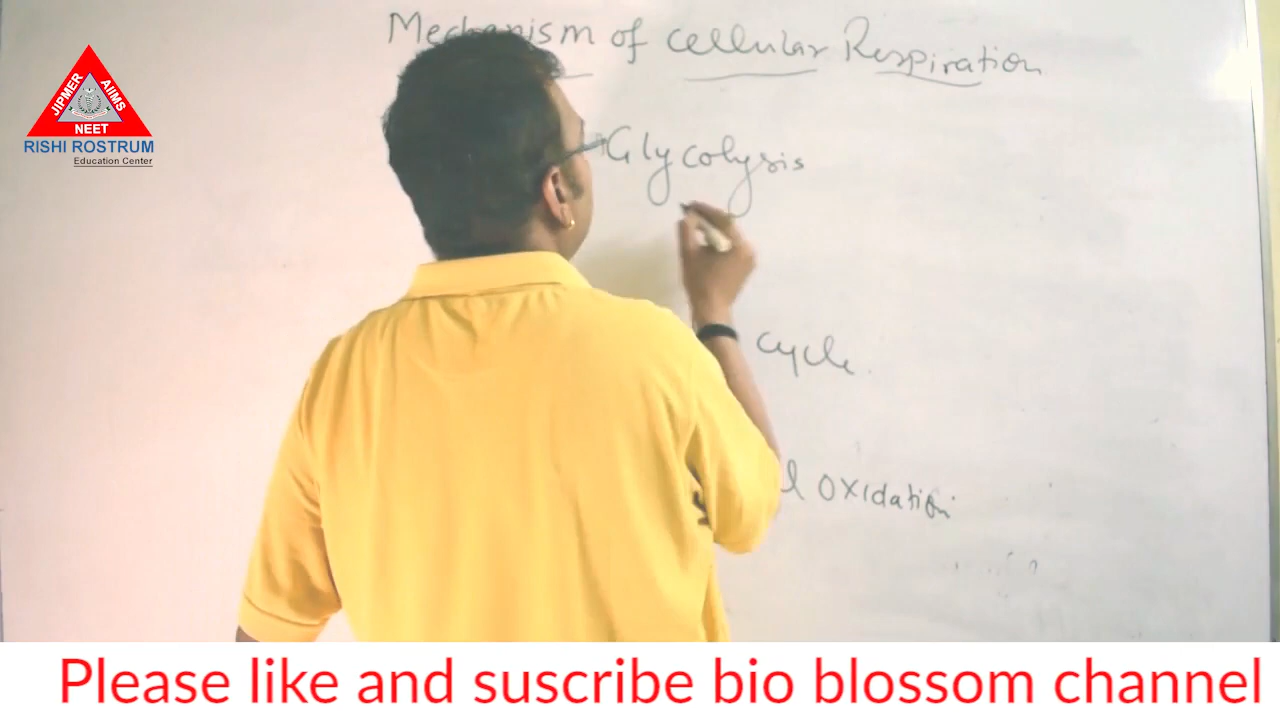 Mechanism of cellular Respiration
JIPMER AIIMS
NEET
RISHI ROSTRUM
Education Center
Glycolysis
cycle
oxidation
Please like and suscribe bio blossom channel